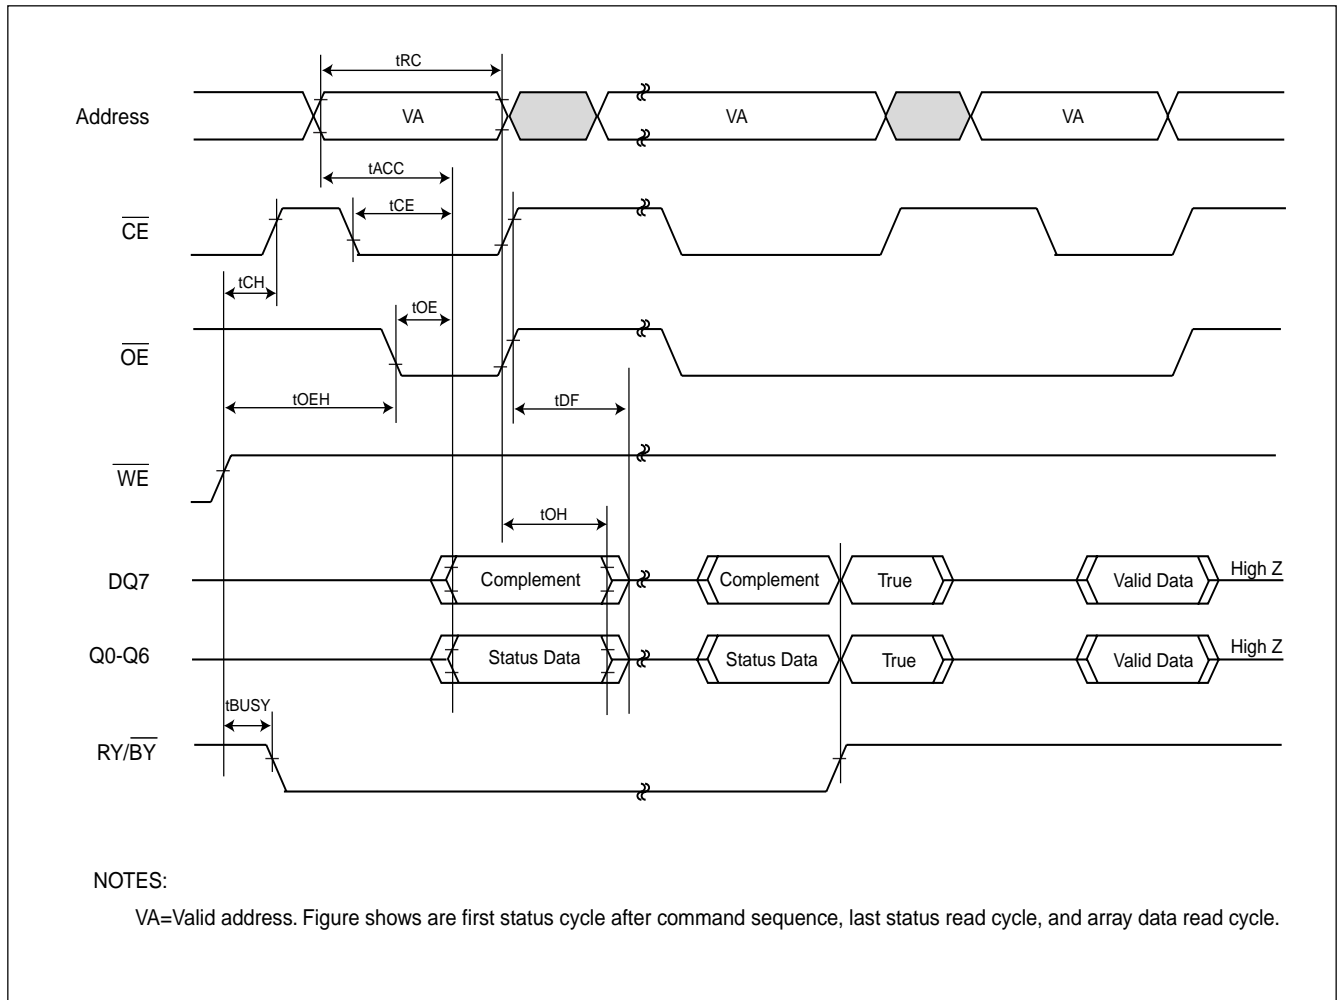 tRC
Address VA VA VA
tACC
tCE
CE
tCH
tOE
OE
tOEH tDF
WE
tOH
DQ7 Complement Complement True Valid Data High Z
Q0-Q6 Status Data Status Data True Valid Data High Z
tBUSY
RY/BY
NOTES:
VA=Valid address. Figure shows are first status cycle after command sequence, last status read cycle, and array data read cycle.